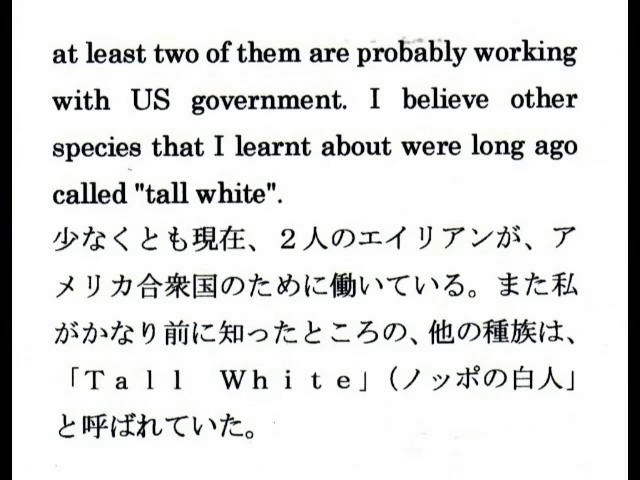 at least two of them are probably working
with US government. I believe other
species that I learnt about were long ago
called "tall white".
少なくとも現在、２人のエイリアンが、ア
メリカ合衆国のために働いている。また私
がかなり前に知ったところの、他の種族は、
「Ｔａｌｌ　Ｗｈｉｔｅ」（ノッポの白人」
と呼ばれていた。